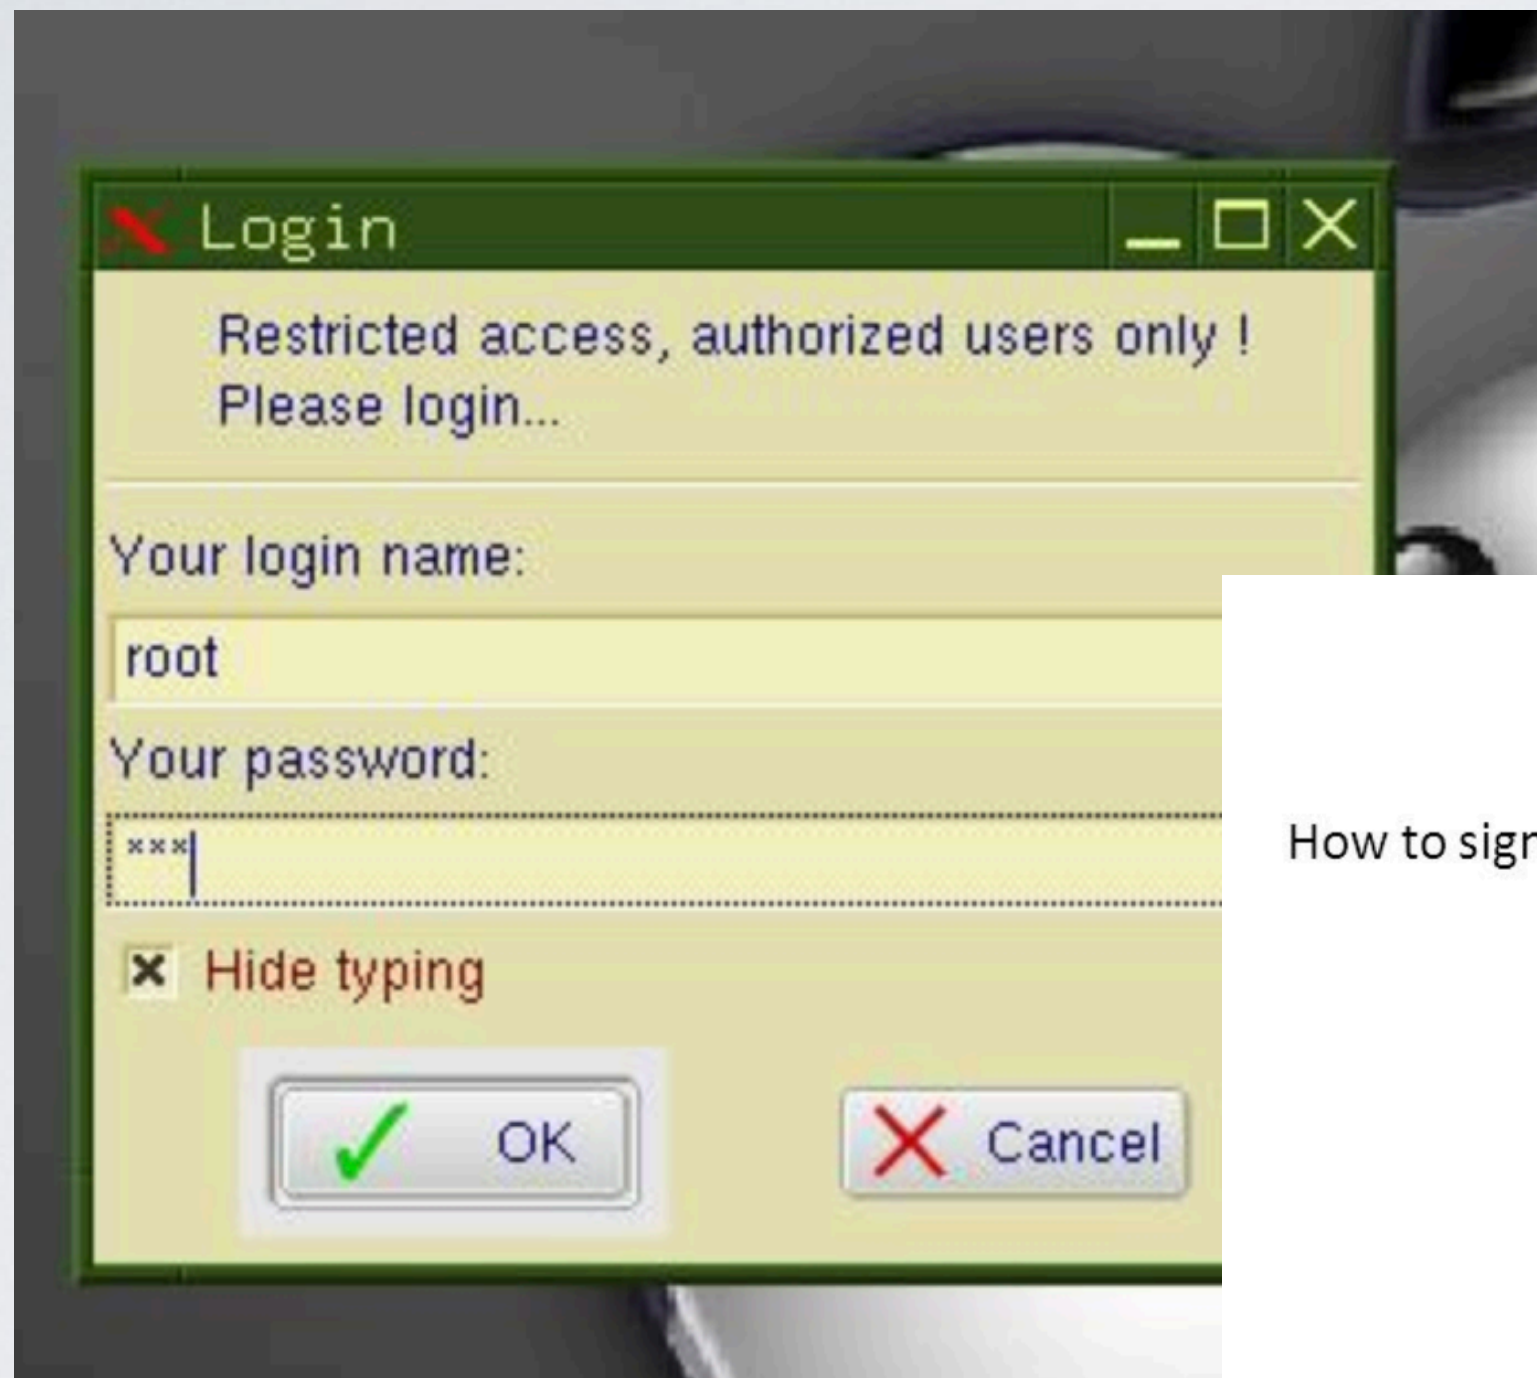 Login
Restricted access, authorized users only !
Please login...
Your login name:
root
Your password:
***
Hide typing
OK
Cancel
How to sign